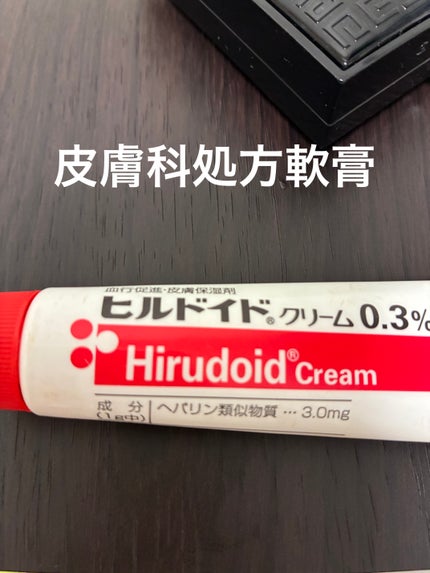 皮膚科処方軟膏
血行促進・皮膚保湿剤
ヒルドイド®クリーム0.3%
Hirudoid® Cream
成分 ヘパリン類似物質…3.0mg
(1g中)